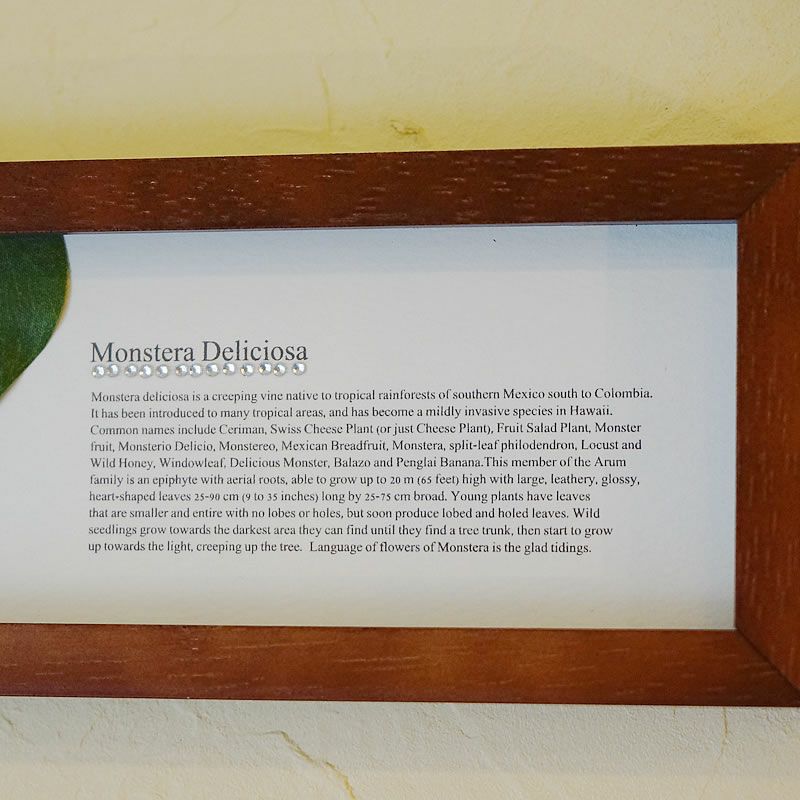 Monstera Deliciosa
Monstera deliciosa is a creeping vine native to tropical rainforests of southern Mexico south to Colombia.
It has been introduced to many tropical areas, and has become a mildly invasive species in Hawaii.
Common names include Ceriman, Swiss Cheese Plant (or just Cheese Plant), Fruit Salad Plant, Monster
fruit, Monsterio Delicio, Monstereo, Mexican Breadfruit, Monstera, split-leaf philodendron, Locust and
Wild Honey, Windowleaf, Delicious Monster, Balazo and Penglai Banana.This member of the Arum
family is an epiphyte with aerial roots, able to grow up to 20 m (65 feet) high with large, leathery, glossy,
heart-shaped leaves 25-90 cm (9 to 35 inches) long by 25-75 cm broad. Young plants have leaves
that are smaller and entire with no lobes or holes, but soon produce lobed and holed leaves. Wild
seedlings grow towards the darkest area they can find until they find a tree trunk, then start to grow
up towards the light, creeping up the tree. Language of flowers of Monstera is the glad tidings.